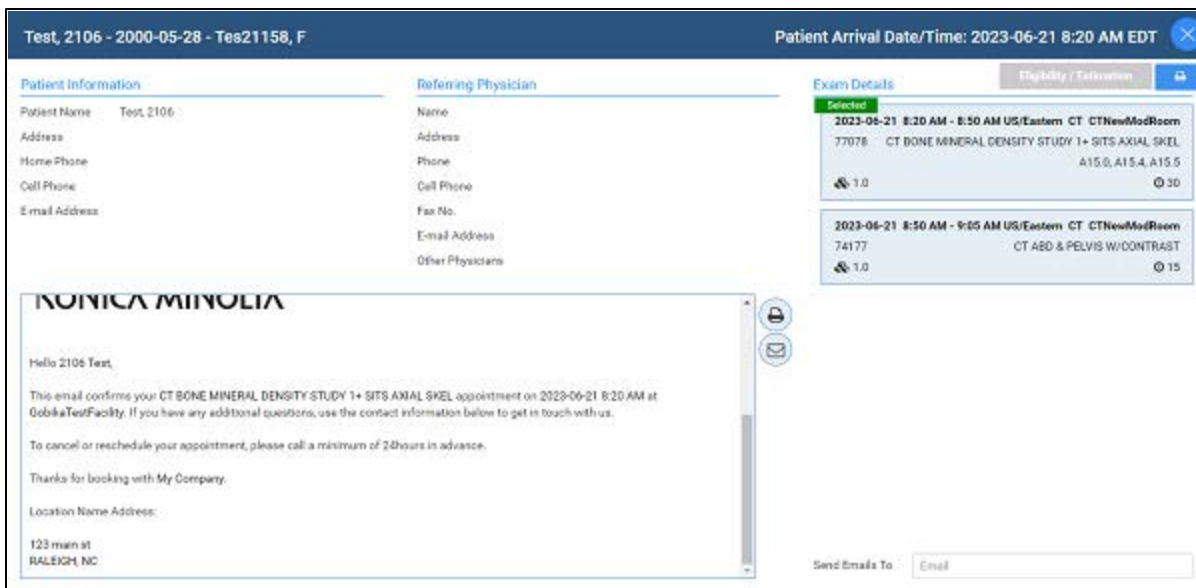 Test, 2106 - 2000-05-28 - Tes21158, F
Patient Arrival Date/Time: 2023-06-21 8:20 AM EDT
Patient Information
Patient Name Test, 2106
Address
Home Phone
Cell Phone
E-mail Address
Referring Physician
Name
Address
Phone
Cell Phone
Fax No.
E-mail Address
Other Physicians
Eligibility / Estimation
Exam Details
Selected
2023-06-21 8:20 AM - 8:50 AM US/Eastern CT CTNewModRoom
77078 CT BONE MINERAL DENSITY STUDY 1+ SITS AXIAL SKEL
A15.0, A15.4, A15.5
1.0 30
2023-06-21 8:50 AM - 9:05 AM US/Eastern CT CTNewModRoom
74177 CT ABD & PELVIS W/CONTRAST
1.0 15
KONICA MINOLTA
Hello 2106 Test,
This email confirms your CT BONE MINERAL DENSITY STUDY 1+ SITS AXIAL SKEL appointment on 2023-06-21 8:20 AM at
GobikaTestFacility. If you have any additional questions, use the contact information below to get in touch with us.
To cancel or reschedule your appointment, please call a minimum of 24hours in advance.
Thanks for booking with My Company.
Location Name Address:
123 main st
RALEIGH, NC
Send Emails To Email